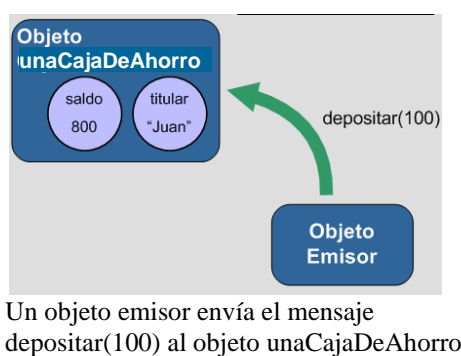 Objeto
unaCajaDeAhorro
saldo
800
titular
“Juan”
depositar(100)
Objeto
Emisor
Un objeto emisor envía el mensaje
depositar(100) al objeto unaCajaDeAhorro